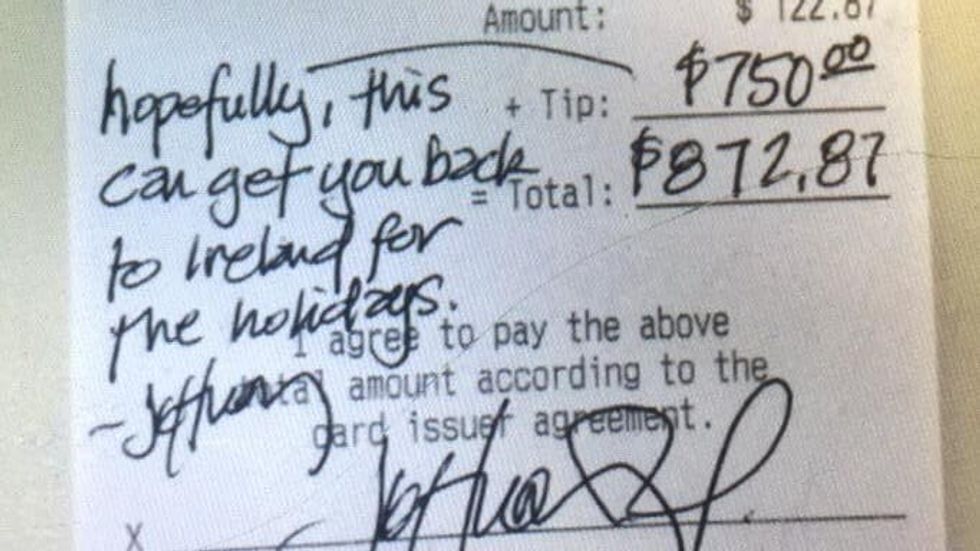 Amount: $ 122.87
hopefully, this + Tip: $750.00
can get you back = Total: $872.87
to Ireland for
the holidays.
I agree to pay the above
total amount according to the
card issuer agreement.
X